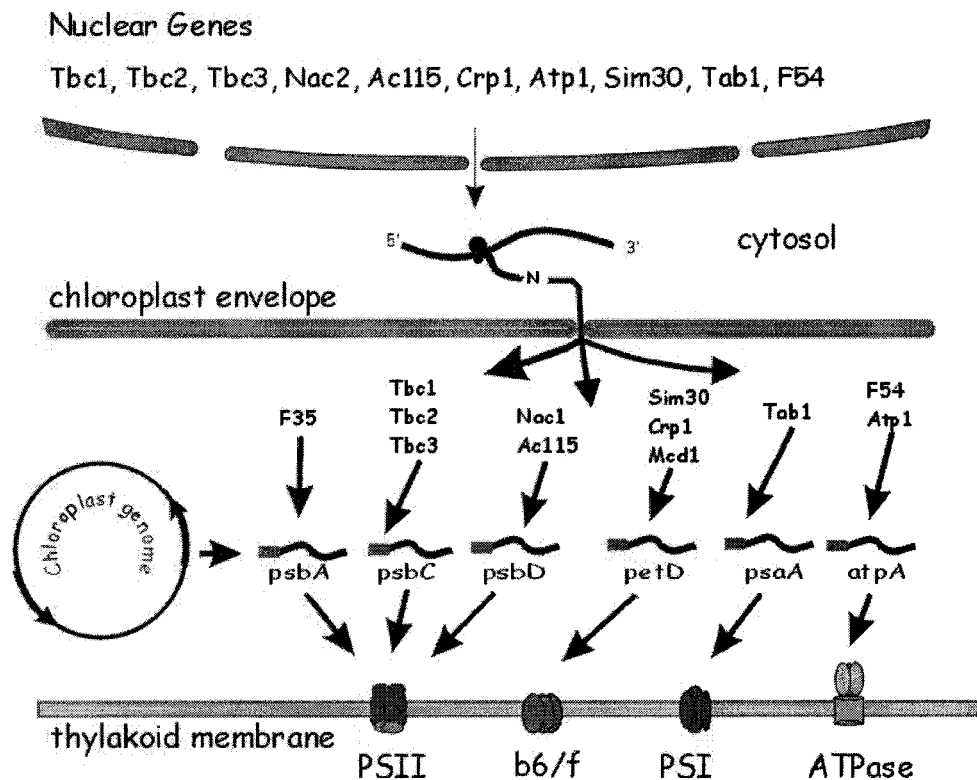 Nuclear Genes
Tbc1, Tbc2, Tbc3, Nac2, Ac115, Crp1, Atp1, Sim30, Tab1, F54
5'
3'
cytosol
N
chloroplast envelope
F35
Tbc1
Tbc2
Tbc3
Nac1
Ac115
Sim30
Crp1
Mcd1
Tab1
F54
Atp1
Chloroplast genome
psbA
psbC
psbD
petD
psaA
atpA
thylakoid membrane
PSII
b6/f
PSI
ATPase